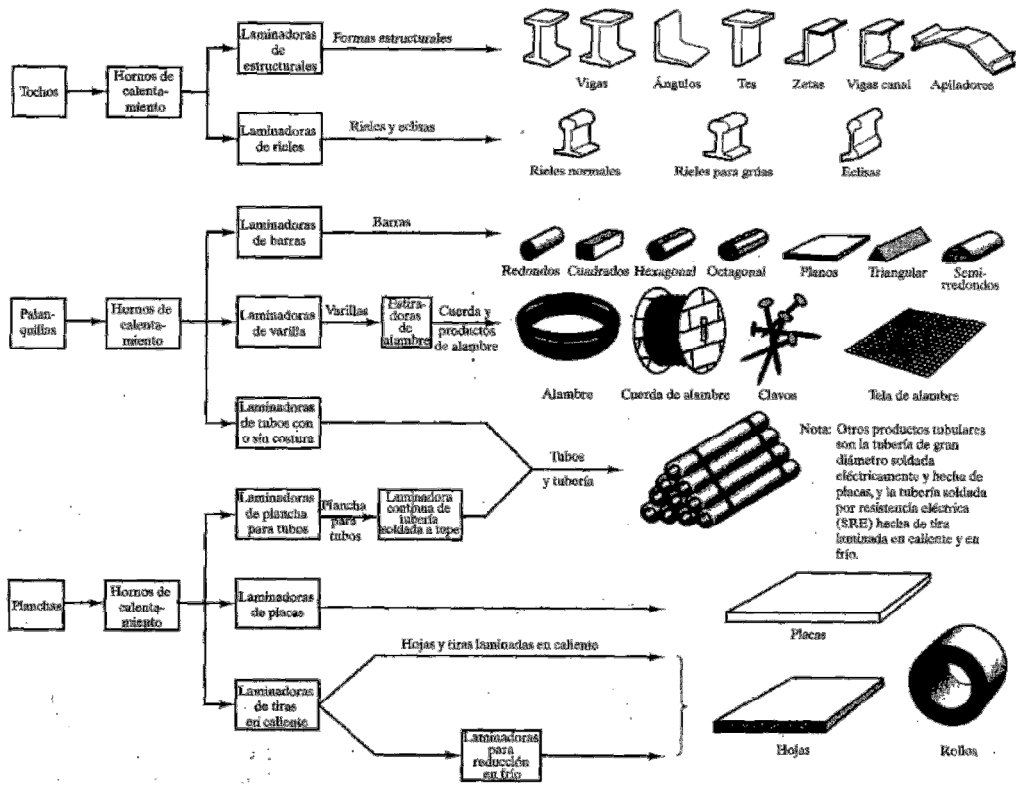 Tochos
Hornos de
calenta-
miento
Laminadoras
de
estructurales
Formas estructurales
Vigas
Ángulos
Tes
Zetas
Vigas canal
Apiladores
Laminadoras
de rieles
Rieles y eclisas
Rieles normales
Rieles para grúas
Eclisas
Palan-
quillas
Hornos de
calenta-
miento
Laminadoras
de barras
Barras
Redondos
Cuadrados
Hexagonal
Octagonal
Planos
Triangular
Semi-
rredondos
Laminadoras
de varilla
Varillas
Estira-
doras
de
alambre
Cuerda y
productos
de alambre
Alambre
Cuerda de alambre
Clavos
Tela de alambre
Laminadoras
de tubos con
o sin costura
Tubos
y tubería
Nota: Otros productos tubulares
son la tubería de gran
diámetro soldada
eléctricamente y hecha de
placas, y la tubería soldada
por resistencia eléctrica
(SRE) hecha de tira
laminada en caliente y en
frío.
Planchas
Hornos de
calenta-
miento
Laminadoras
de plancha
para tubos
Plancha
para
tubos
Laminadora
continua de
tubería
soldada a tope
Laminadoras
de placas
Placas
Laminadoras
de tiras
en caliente
Hojas y tiras laminadas en caliente
Laminadoras
para
reducción
en frío
Hojas
Rollos